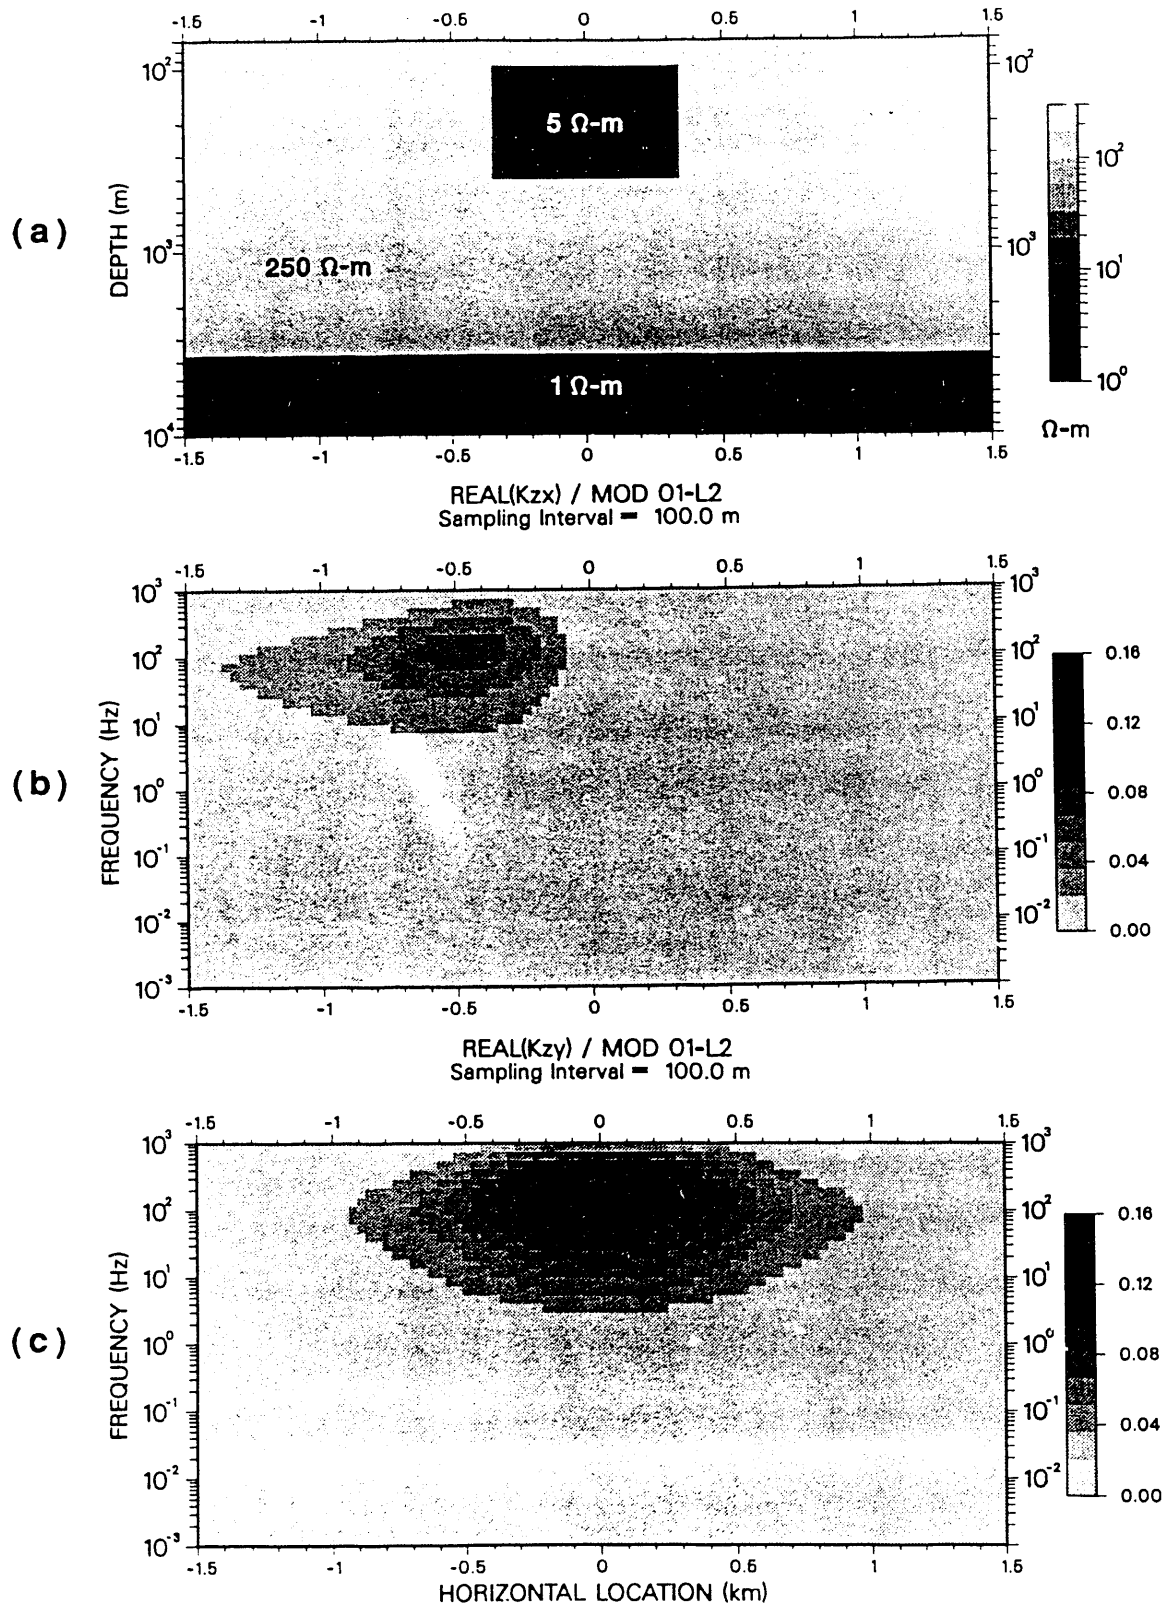 -1.5 -1 -0.5 0 0.5 1 1.5
10² 10²
5 Ω-m
10²
(a)
DEPTH (m)
10³ 10³
250 Ω-m
10¹
1 Ω-m
10⁰
10⁴
Ω-m
-1.5 -1 -0.5 0 0.5 1 1.5
REAL(Kzx) / MOD 01-L2
Sampling Interval = 100.0 m
-1.5 -1 -0.5 0 0.5 1 1.5
10³ 10³
10² 10² 0.16
10¹ 10¹ 0.12
(b)
FREQUENCY (Hz)
10⁰ 10⁰ 0.08
10⁻¹ 10⁻¹ 0.04
10⁻² 10⁻² 0.00
10⁻³
-1.5 -1 -0.5 0 0.5 1 1.5
REAL(Kzy) / MOD 01-L2
Sampling Interval = 100.0 m
-1.5 -1 -0.5 0 0.5 1 1.5
10³ 10³
10² 10² 0.16
10¹ 10¹ 0.12
(c)
FREQUENCY (Hz)
10⁰ 10⁰ 0.08
10⁻¹ 10⁻¹ 0.04
10⁻² 10⁻² 0.00
10⁻³
-1.5 -1 -0.5 0 0.6 1 1.5
HORIZONTAL LOCATION (km)